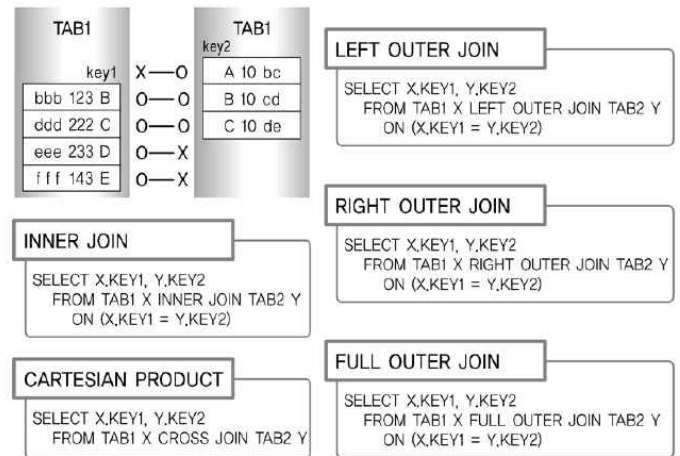 TAB1
key1
bbb 123 B
ddd 222 C
eee 233 D
fff 143 E
X—O
O—O
O—O
O—X
O—X
TAB1
key2
A 10 bc
B 10 cd
C 10 de
LEFT OUTER JOIN
SELECT X.KEY1, Y.KEY2
FROM TAB1 X LEFT OUTER JOIN TAB2 Y
ON (X.KEY1 = Y.KEY2)
RIGHT OUTER JOIN
SELECT X.KEY1, Y.KEY2
FROM TAB1 X RIGHT OUTER JOIN TAB2 Y
ON (X.KEY1 = Y.KEY2)
INNER JOIN
SELECT X.KEY1, Y.KEY2
FROM TAB1 X INNER JOIN TAB2 Y
ON (X.KEY1 = Y.KEY2)
FULL OUTER JOIN
SELECT X.KEY1, Y.KEY2
FROM TAB1 X FULL OUTER JOIN TAB2 Y
ON (X.KEY1 = Y.KEY2)
CARTESIAN PRODUCT
SELECT X.KEY1, Y.KEY2
FROM TAB1 X CROSS JOIN TAB2 Y